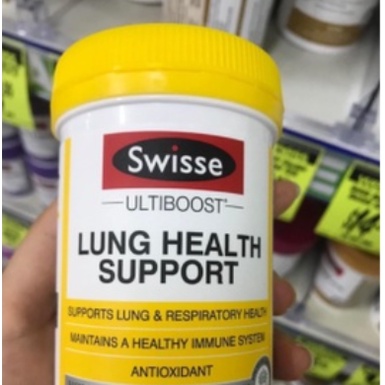 Swisse
ULTIBOOST
LUNG HEALTH
SUPPORT
SUPPORTS LUNG & RESPIRATORY HEALTH
MAINTAINS A HEALTHY IMMUNE SYSTEM
ANTIOXIDANT